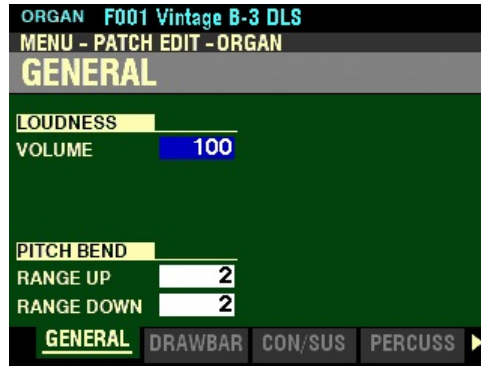 ORGAN F001 Vintage B-3 DLS
MENU - PATCH EDIT - ORGAN
GENERAL
LOUDNESS
VOLUME 100
PITCH BEND
RANGE UP 2
RANGE DOWN 2
GENERAL DRAWBAR CON/SUS PERCUSS